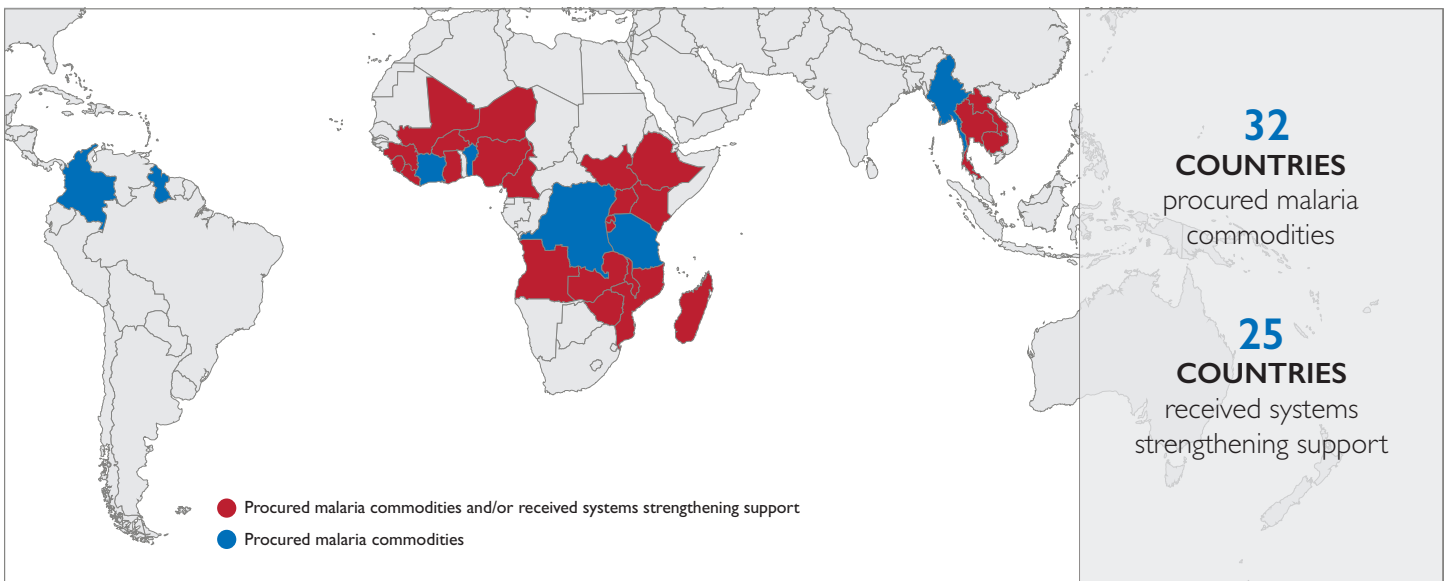 32
COUNTRIES
procured malaria
commodities
25
COUNTRIES
received systems
strengthening support
Procured malaria commodities and/or received systems strengthening support
Procured malaria commodities